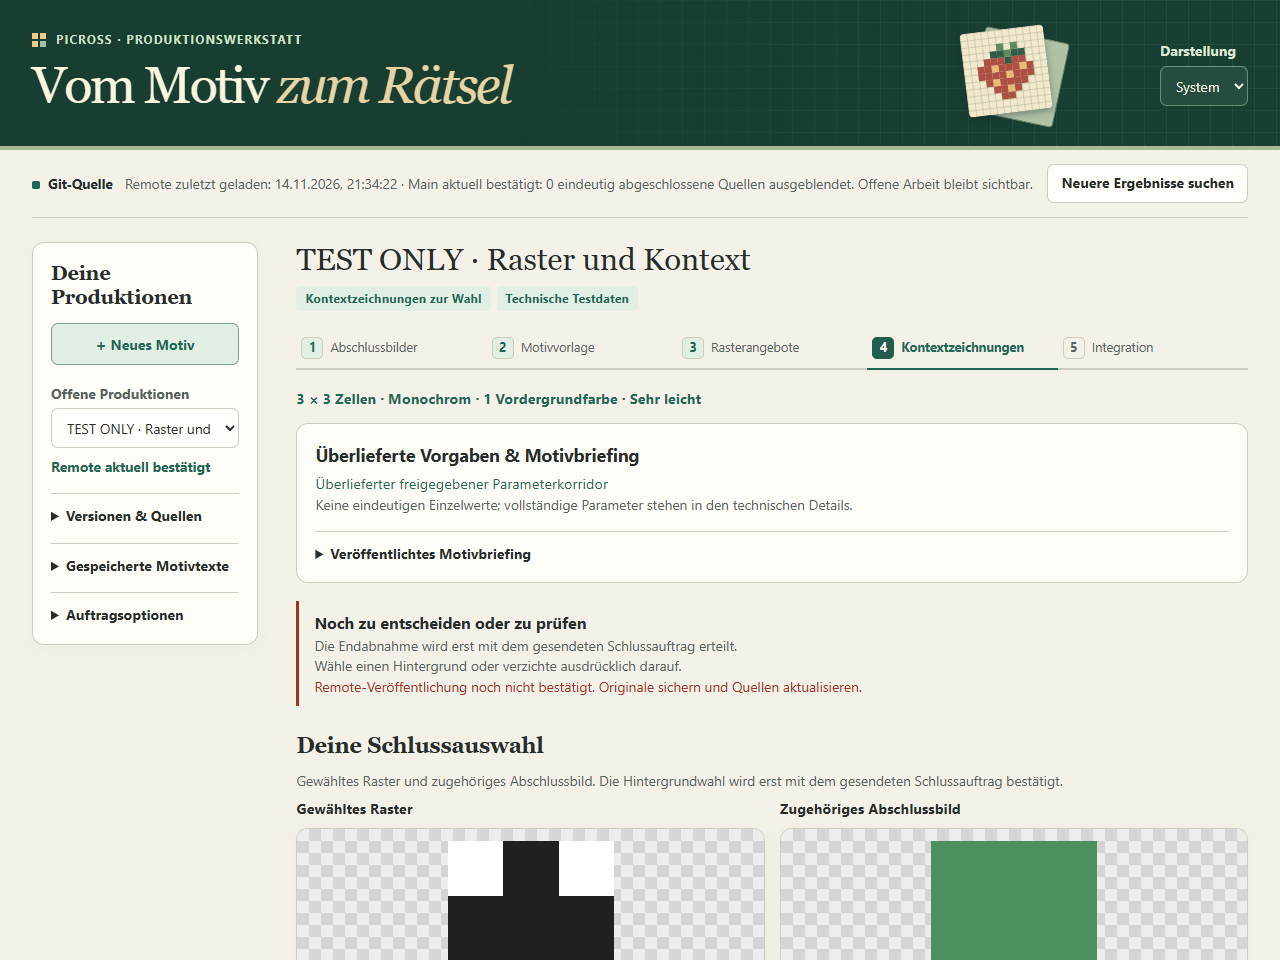 PICROSS · PRODUKTIONSWERKSTATT
Vom Motiv zum Rätsel
Darstellung
System
Git-Quelle Remote zuletzt geladen: 14.11.2026, 21:34:22 · Main aktuell bestätigt: 0 eindeutig abgeschlossene Quellen ausgeblendet. Offene Arbeit bleibt sichtbar.
Neuere Ergebnisse suchen
Deine
Produktionen
+ Neues Motiv
Offene Produktionen
TEST ONLY · Raster und
Remote aktuell bestätigt
Versionen & Quellen
Gespeicherte Motivtexte
Auftragsoptionen
TEST ONLY · Raster und Kontext
Kontextzeichnungen zur Wahl Technische Testdaten
1 Abschlussbilder
2 Motivvorlage
3 Rasterangebote
4 Kontextzeichnungen
5 Integration
3 × 3 Zellen · Monochrom · 1 Vordergrundfarbe · Sehr leicht
Überlieferte Vorgaben & Motivbriefing
Überlieferter freigegebener Parameterkorridor
Keine eindeutigen Einzelwerte; vollständige Parameter stehen in den technischen Details.
Veröffentlichtes Motivbriefing
Noch zu entscheiden oder zu prüfen
Die Endabnahme wird erst mit dem gesendeten Schlussauftrag erteilt.
Wähle einen Hintergrund oder verzichte ausdrücklich darauf.
Remote-Veröffentlichung noch nicht bestätigt. Originale sichern und Quellen aktualisieren.
Deine Schlussauswahl
Gewähltes Raster und zugehöriges Abschlussbild. Die Hintergrundwahl wird erst mit dem gesendeten Schlussauftrag bestätigt.
Gewähltes Raster
Zugehöriges Abschlussbild